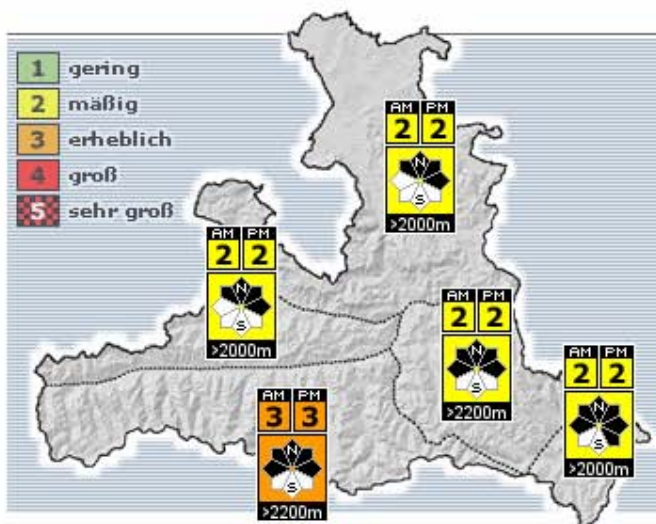 1 gering
2 mäßig
3 erheblich
4 groß
5 sehr groß
AM PM
2 2
N
S
>2000m
AM PM
2 2
N
S
>2000m
AM PM
2 2
N
S
>2200m
AM PM
2 2
N
S
>2000m
AM PM
3 3
N
S
>2200m